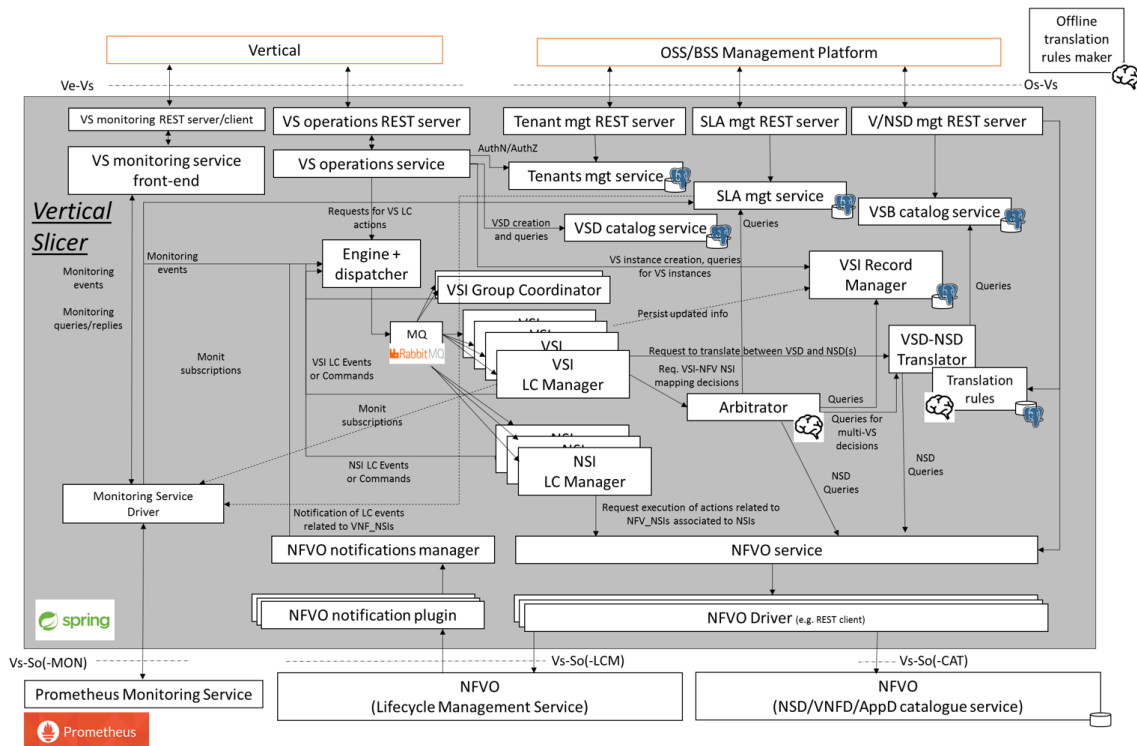 Offline
translation
rules maker
Vertical
OSS/BSS Management Platform
Ve-Vs
Os-Vs
VS monitoring REST server/client
VS operations REST server
Tenant mgt REST server
SLA mgt REST server
V/NSD mgt REST server
AuthN/AuthZ
VS monitoring service
front-end
VS operations service
Tenants mgt service
SLA mgt service
VSB catalog service
Vertical
Slicer
Requests for VS LC
actions
VSD creation
and queries
VSD catalog service
Queries
Monitoring
events
Monitoring
queries/replies
Monitoring
events
Engine +
dispatcher
VS instance creation, queries
for VS instances
VSI Record
Manager
Queries
VSI Group Coordinator
Persist updated info
MQ
RabbitMQ
VSI
VSI
VSI
VSI
LC Manager
Monit
subscriptions
VSI LC Events
or Commands
Request to translate between VSD and NSD(s)
VSD-NSD
Translator
Req. VSI-NFV NSI
mapping decisions
Translation
rules
Arbitrator
Queries
Queries for
multi-VS
decisions
Monit
subscriptions
NSI
NSI
NSI
LC Manager
NSI LC Events
or Commands
NSD
Queries
NSD
Queries
Monitoring Service
Driver
Notification of LC events
related to VNF_NSIs
Request execution of actions related to
NFV_NSIs associated to NSIs
NFVO notifications manager
NFVO service
NFVO notification plugin
NFVO Driver (e.g. REST client)
spring
Vs-So(-MON)
Vs-So(-LCM)
Vs-So(-CAT)
Prometheus Monitoring Service
NFVO
(Lifecycle Management Service)
NFVO
(NSD/VNFD/AppD catalogue service)
Prometheus